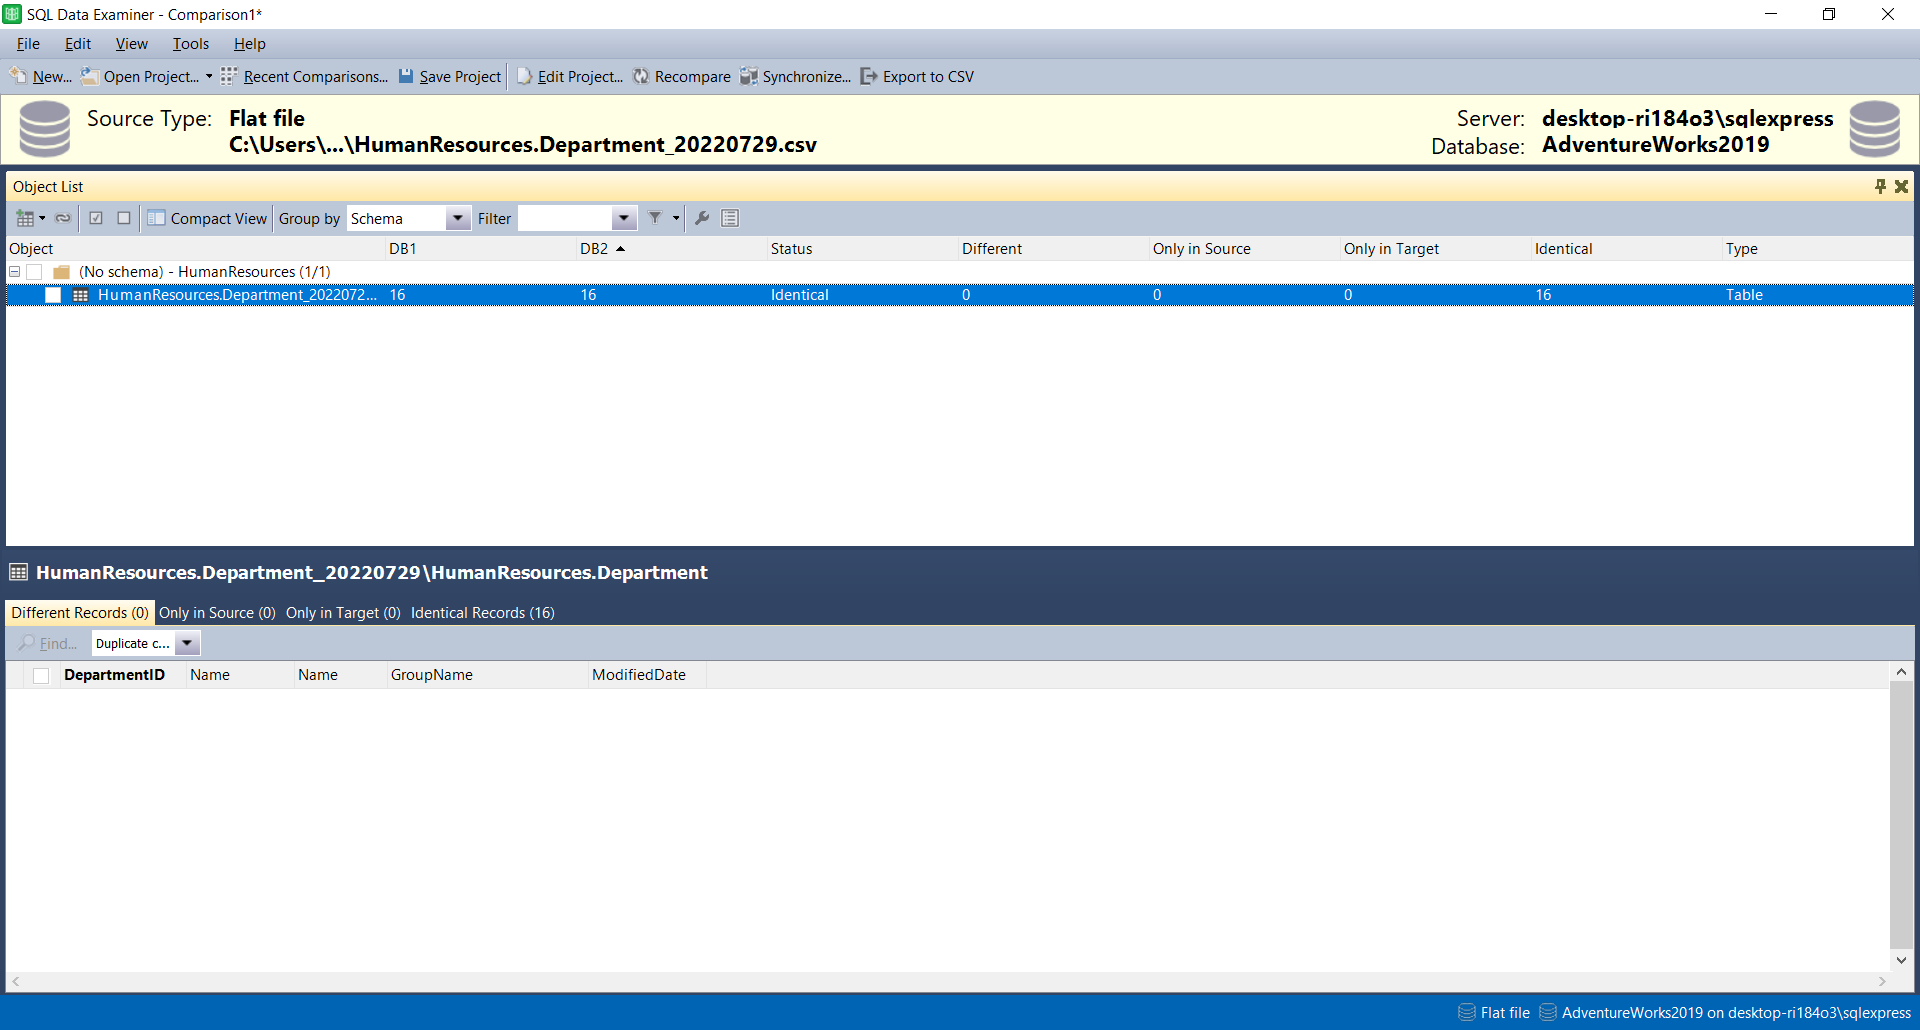 SQL Data Examiner - Comparison1*
File Edit View Tools Help
New... Open Project... Recent Comparisons... Save Project Edit Project... Recompare Synchronize... Export to CSV
Source Type: Flat file
C:\Users\...\HumanResources.Department_20220729.csv
Server: desktop-ri184o3\sqlexpress
Database: AdventureWorks2019
Object List
Compact View Group by Schema Filter
Object DB1 DB2 Status Different Only in Source Only in Target Identical Type
(No schema) - HumanResources (1/1)
HumanResources.Department_2022072... 16 16 Identical 0 0 0 16 Table
HumanResources.Department_20220729\HumanResources.Department
Different Records (0) Only in Source (0) Only in Target (0) Identical Records (16)
Find... Duplicate c...
DepartmentID Name Name GroupName ModifiedDate
Flat file AdventureWorks2019 on desktop-ri184o3\sqlexpress